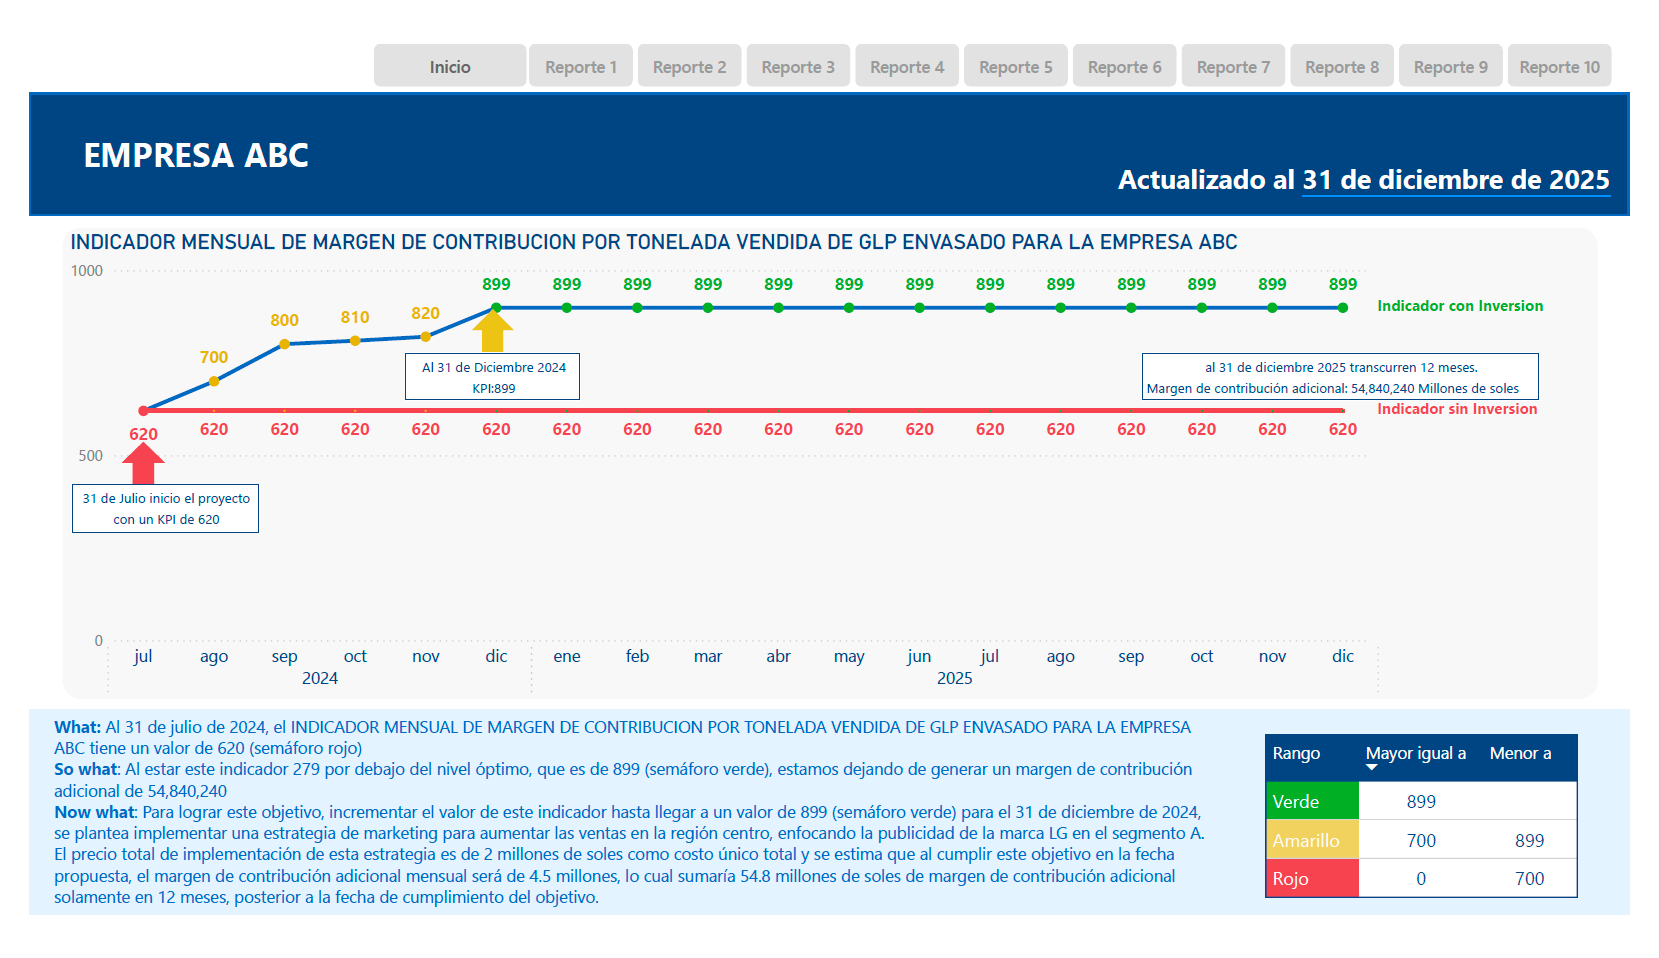 Inicio Reporte 1 Reporte 2 Reporte 3 Reporte 4 Reporte 5 Reporte 6 Reporte 7 Reporte 8 Reporte 9 Reporte 10
EMPRESA ABC
Actualizado al 31 de diciembre de 2025
INDICADOR MENSUAL DE MARGEN DE CONTRIBUCION POR TONELADA VENDIDA DE GLP ENVASADO PARA LA EMPRESA ABC
1000
899 899 899 899 899 899 899 899 899 899 899 899 899
Indicador con Inversion
700 800 810 820
Al 31 de Diciembre 2024
KPI:899
al 31 de diciembre 2025 transcurren 12 meses.
Margen de contribución adicional: 54,840,240 Millones de soles
Indicador sin Inversion
620 620 620 620 620 620 620 620 620 620 620 620 620 620 620 620 620 620
500
31 de Julio inicio el proyecto
con un KPI de 620
0
jul ago sep oct nov dic ene feb mar abr may jun jul ago sep oct nov dic
2024 2025
What: Al 31 de julio de 2024, el INDICADOR MENSUAL DE MARGEN DE CONTRIBUCION POR TONELADA VENDIDA DE GLP ENVASADO PARA LA EMPRESA
ABC tiene un valor de 620 (semáforo rojo)
So what: Al estar este indicador 279 por debajo del nivel óptimo, que es de 899 (semáforo verde), estamos dejando de generar un margen de contribución
adicional de 54,840,240
Now what: Para lograr este objetivo, incrementar el valor de este indicador hasta llegar a un valor de 899 (semáforo verde) para el 31 de diciembre de 2024,
se plantea implementar una estrategia de marketing para aumentar las ventas en la región centro, enfocando la publicidad de la marca LG en el segmento A.
El precio total de implementación de esta estrategia es de 2 millones de soles como costo único total y se estima que al cumplir este objetivo en la fecha
propuesta, el margen de contribución adicional mensual será de 4.5 millones, lo cual sumaría 54.8 millones de soles de margen de contribución adicional
solamente en 12 meses, posterior a la fecha de cumplimiento del objetivo.
Rango Mayor igual a Menor a
Verde 899
Amarillo 700 899
Rojo 0 700